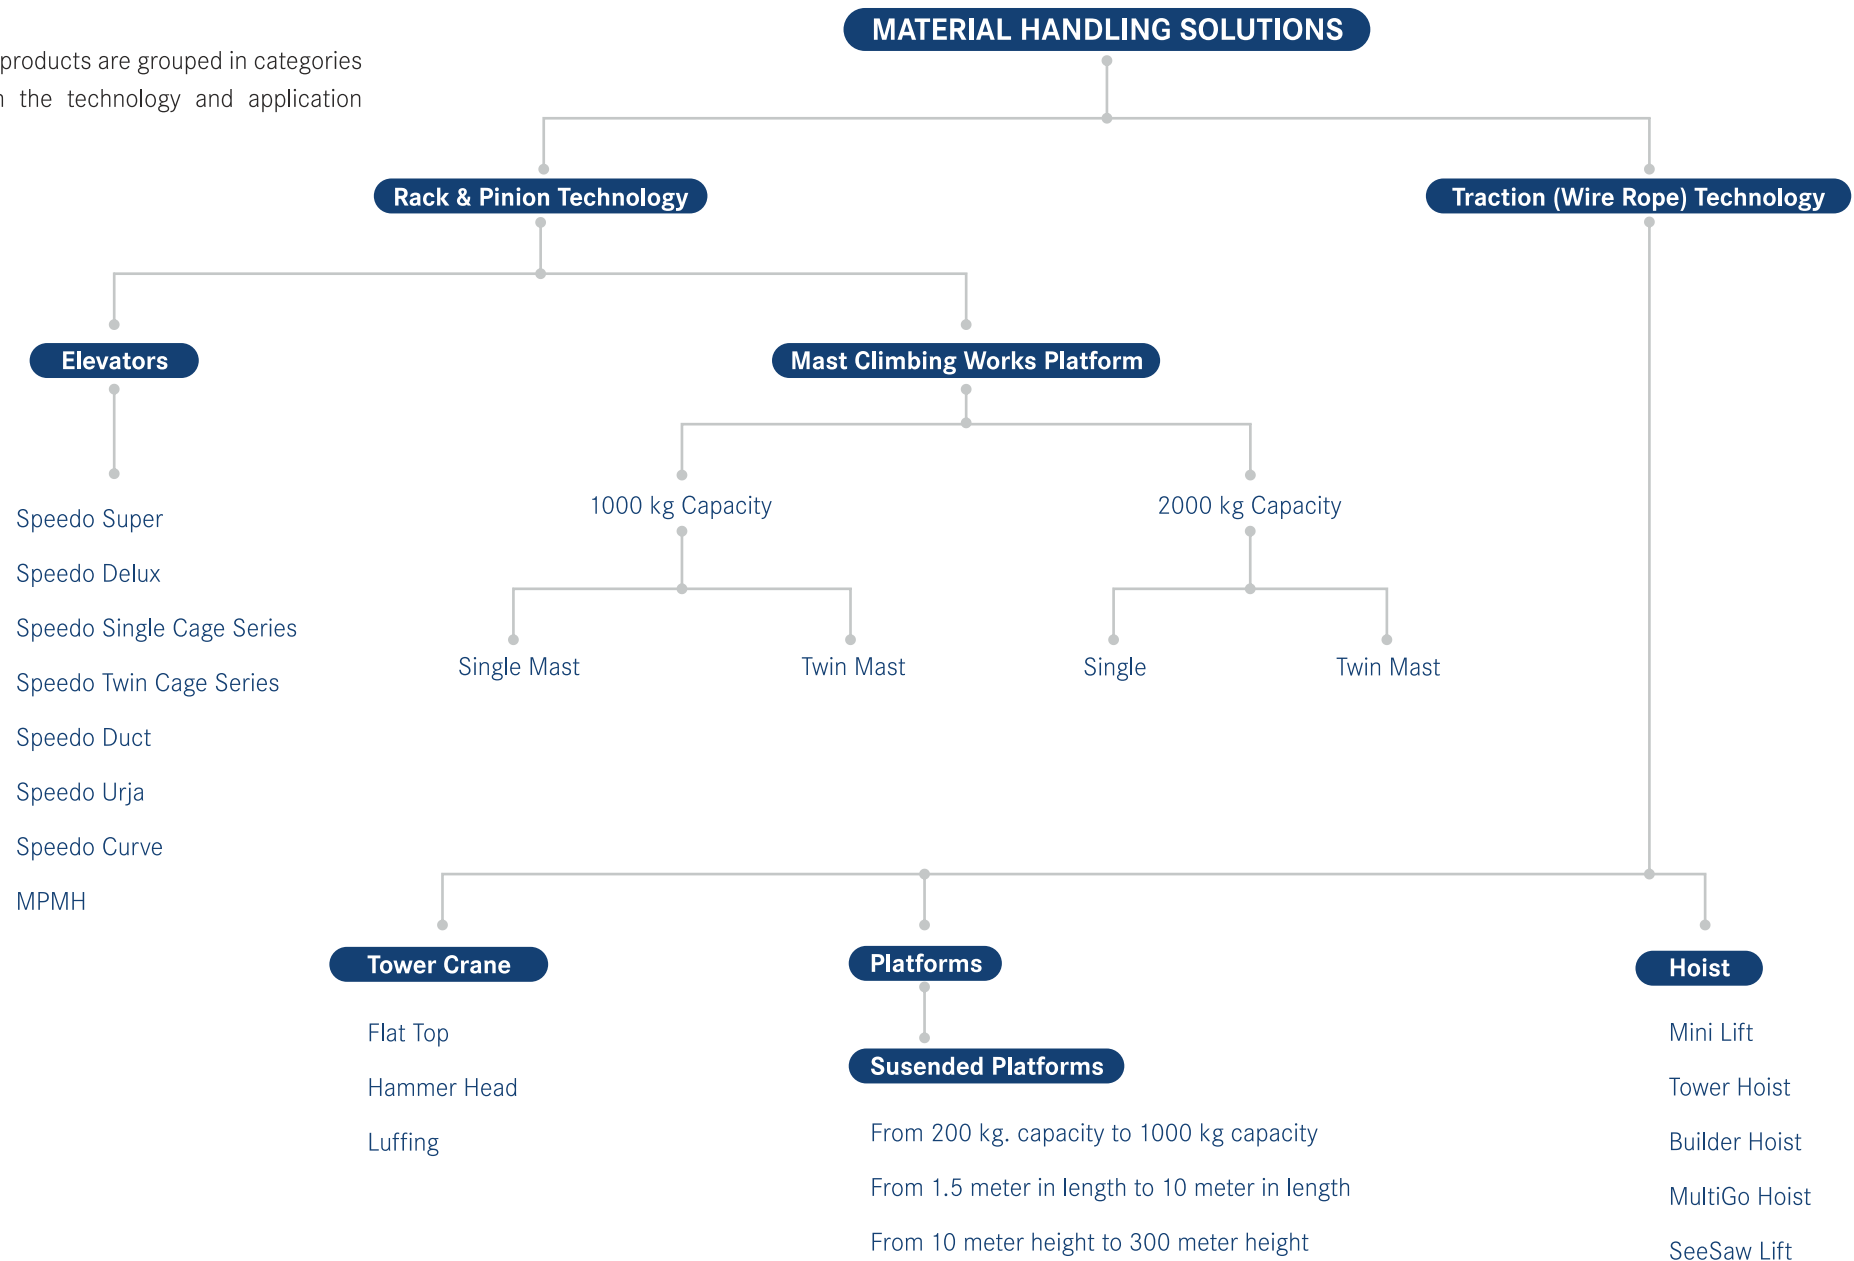 MATERIAL HANDLING SOLUTIONS
products are grouped in categories
the technology and application
Rack & Pinion Technology
Traction (Wire Rope) Technology
Elevators
Mast Climbing Works Platform
1000 kg Capacity
2000 kg Capacity
Speedo Super
Speedo Delux
Speedo Single Cage Series
Speedo Twin Cage Series
Speedo Duct
Speedo Urja
Speedo Curve
MPMH
Single Mast
Twin Mast
Single
Twin Mast
Tower Crane
Flat Top
Hammer Head
Luffing
Platforms
Susended Platforms
From 200 kg. capacity to 1000 kg capacity
From 1.5 meter in length to 10 meter in length
From 10 meter height to 300 meter height
Hoist
Mini Lift
Tower Hoist
Builder Hoist
MultiGo Hoist
SeeSaw Lift